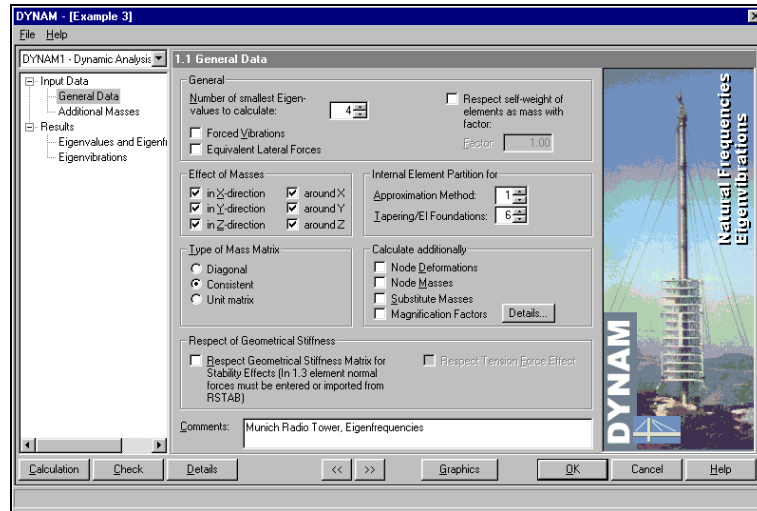 DYNAM - [Example 3]
File Help
DYNAM1 - Dynamic Analysis
1.1 General Data
Input Data
General Data
Additional Masses
Results
Eigenvalues and Eigenfr
Eigenvibrations
General
Number of smallest Eigen-
values to calculate: 4
Forced Vibrations
Equivalent Lateral Forces
Respect self-weight of
elements as mass with
factor:
Factor: 1.00
Effect of Masses
in X-direction around X
in Y-direction around Y
in Z-direction around Z
Internal Element Partition for
Approximation Method: 1
Tapering/El Foundations: 6
Type of Mass Matrix
Diagonal
Consistent
Unit matrix
Calculate additionally
Node Deformations
Node Masses
Substitute Masses
Magnification Factors Details...
Respect of Geometrical Stiffness
Respect Geometrical Stiffness Matrix for
Stability Effects (In 1.3 element normal
forces must be entered or imported from
RSTAB)
Respect Tension Force Effect
Comments: Munich Radio Tower, Eigenfrequencies
Natural Frequencies
Eigenvibrations
DYNAM
Calculation Check Details << >> Graphics OK Cancel Help